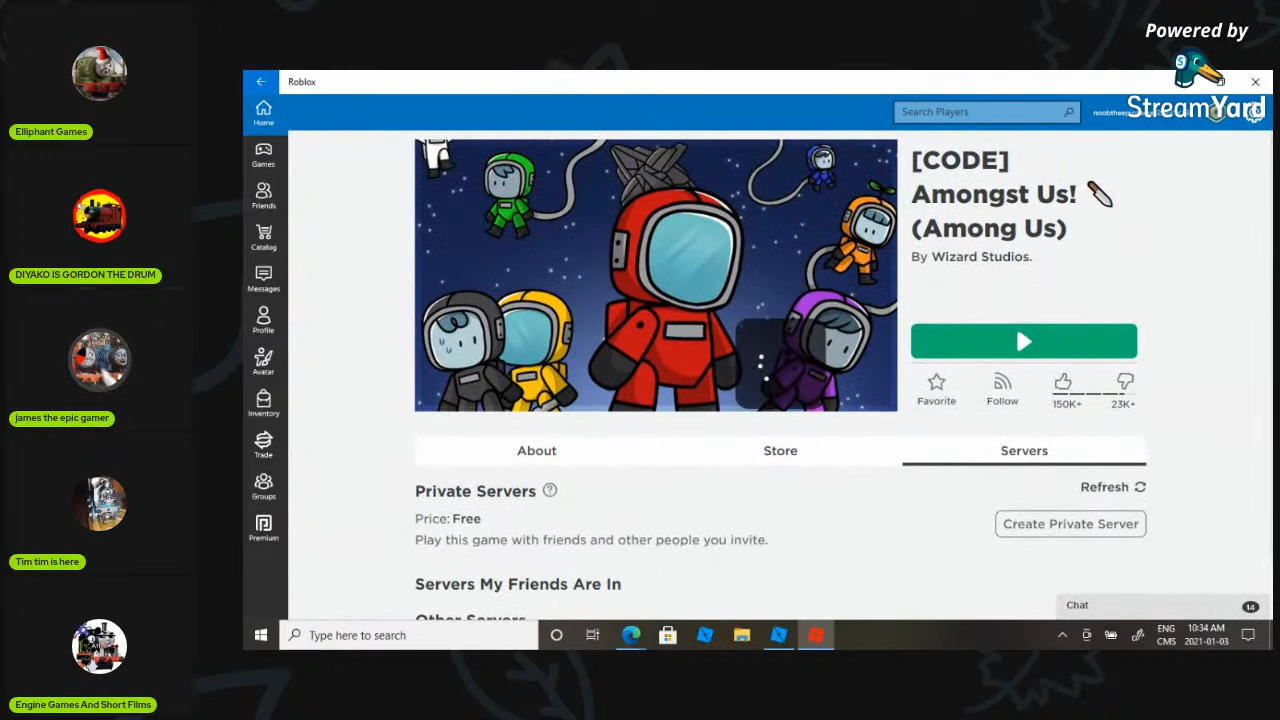 Powered by
StreamYard
Elliphant Games
DIYAKO IS GORDON THE DRUM
james the epic gamer
Tim tim is here
Engine Games And Short Films
Roblox
Search Players
Home
Games
Friends
Catalog
Messages
Profile
Avatar
Inventory
Trade
Groups
Premium
[CODE]
Amongst Us! 🔪
(Among Us)
By Wizard Studios.
Favorite
Follow
150K+
23K+
About
Store
Servers
Private Servers
Refresh
Price: Free
Create Private Server
Play this game with friends and other people you invite.
Servers My Friends Are In
Other Servers
Chat
14
Type here to search
ENG
CMS
10:34 AM
2021-01-03